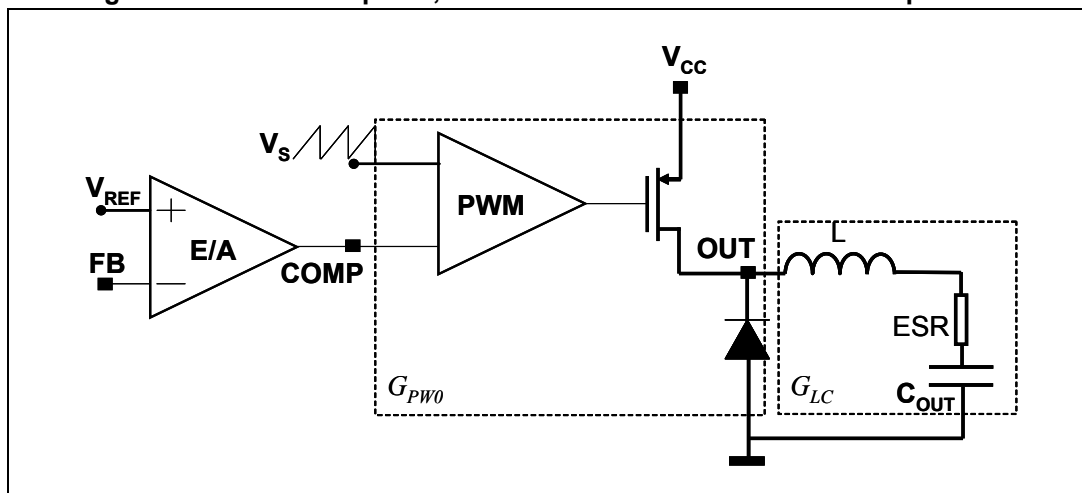 V_CC
V_S
V_REF
+
PWM
E/A
OUT
L
FB
−
COMP
ESR
G_PW0
G_LC
C_OUT